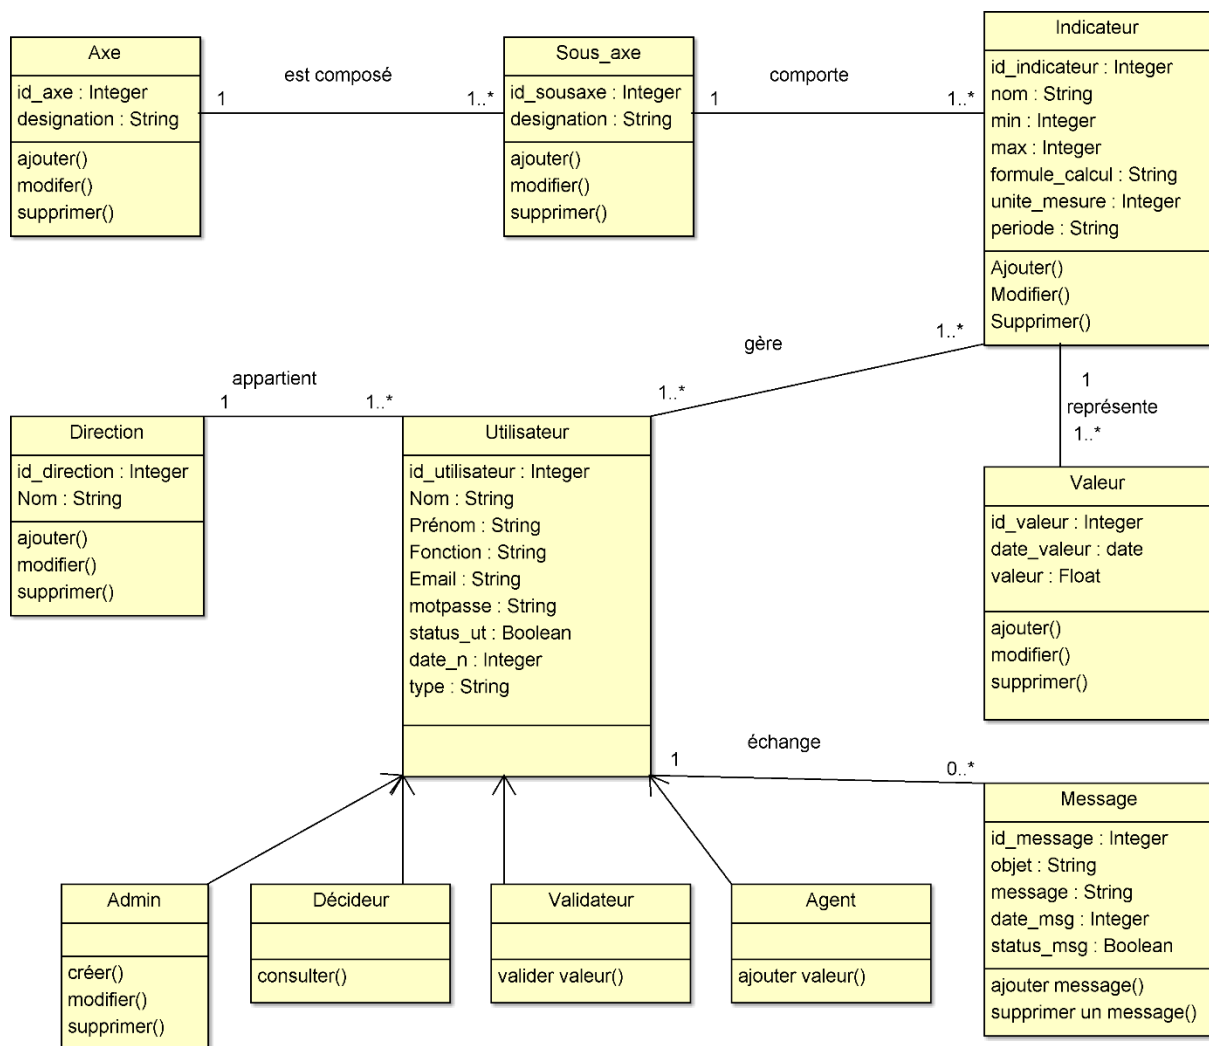 Axe
id_axe : Integer
designation : String
ajouter()
modifer()
supprimer()
est composé
1
1..*
Sous_axe
id_sousaxe : Integer
designation : String
ajouter()
modifier()
supprimer()
comporte
1
1..*
Indicateur
id_indicateur : Integer
nom : String
min : Integer
max : Integer
formule_calcul : String
unite_mesure : Integer
periode : String
Ajouter()
Modifier()
Supprimer()
gère
1..*
1..*
1
représente
1..*
appartient
1
1..*
Direction
id_direction : Integer
Nom : String
ajouter()
modifier()
supprimer()
Utilisateur
id_utilisateur : Integer
Nom : String
Prénom : String
Fonction : String
Email : String
motpasse : String
status_ut : Boolean
date_n : Integer
type : String
Valeur
id_valeur : Integer
date_valeur : date
valeur : Float
ajouter()
modifier()
supprimer()
échange
1
0..*
Admin
créer()
modifier()
supprimer()
Décideur
consulter()
Validateur
valider valeur()
Agent
ajouter valeur()
Message
id_message : Integer
objet : String
message : String
date_msg : Integer
status_msg : Boolean
ajouter message()
supprimer un message()